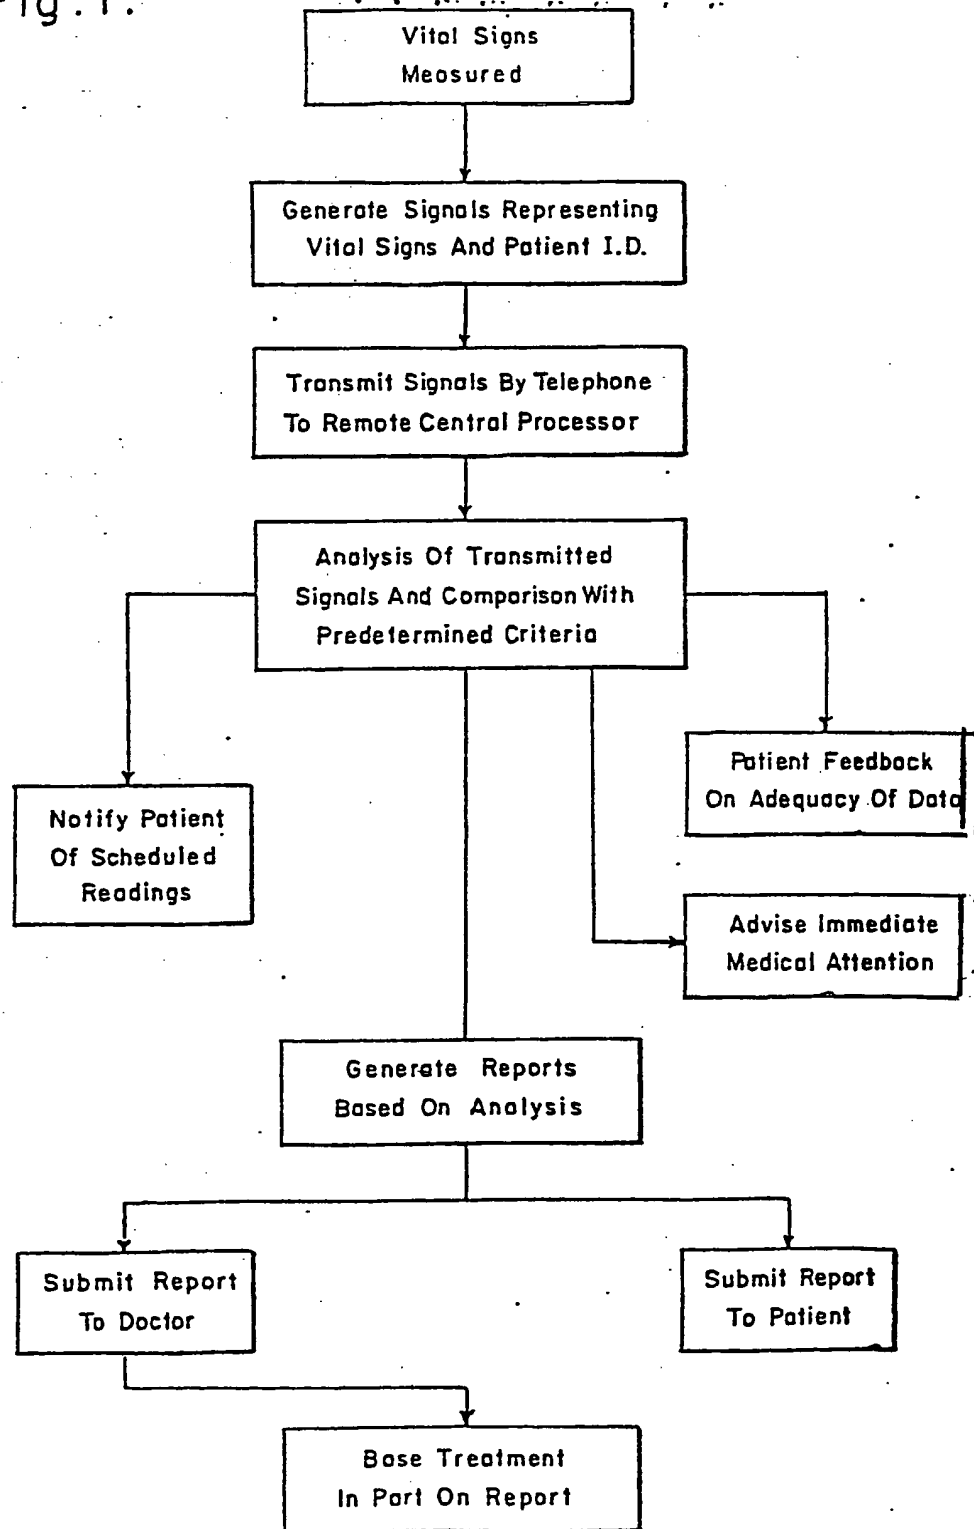 Fig. 1.
Vital Signs
Measured
Generate Signals Representing
Vital Signs And Patient I.D.
Transmit Signals By Telephone
To Remote Central Processor
Analysis Of Transmitted
Signals And Comparison With
Predetermined Criteria
Patient Feedback
On Adequacy Of Data
Notify Patient
Of Scheduled
Readings
Advise Immediate
Medical Attention
Generate Reports
Based On Analysis
Submit Report
To Doctor
Submit Report
To Patient
Base Treatment
In Part On Report